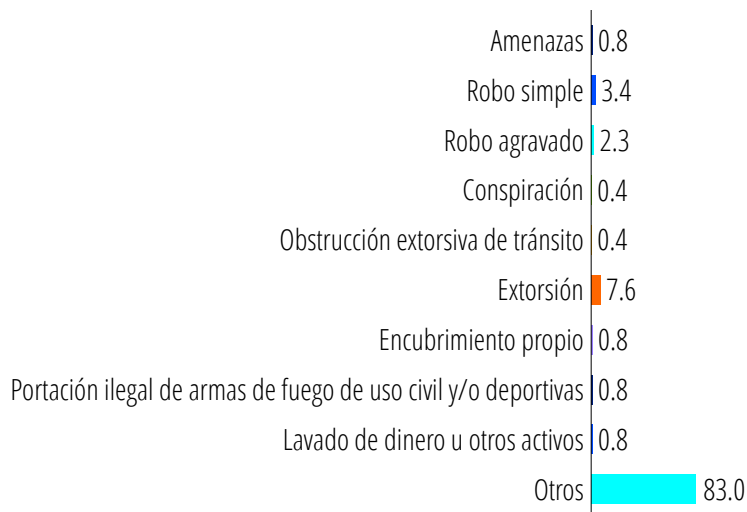 Amenazas 0.8
Robo simple 3.4
Robo agravado 2.3
Conspiración 0.4
Obstrucción extorsiva de tránsito 0.4
Extorsión 7.6
Encubrimiento propio 0.8
Portación ilegal de armas de fuego de uso civil y/o deportivas 0.8
Lavado de dinero u otros activos 0.8
Otros 83.0